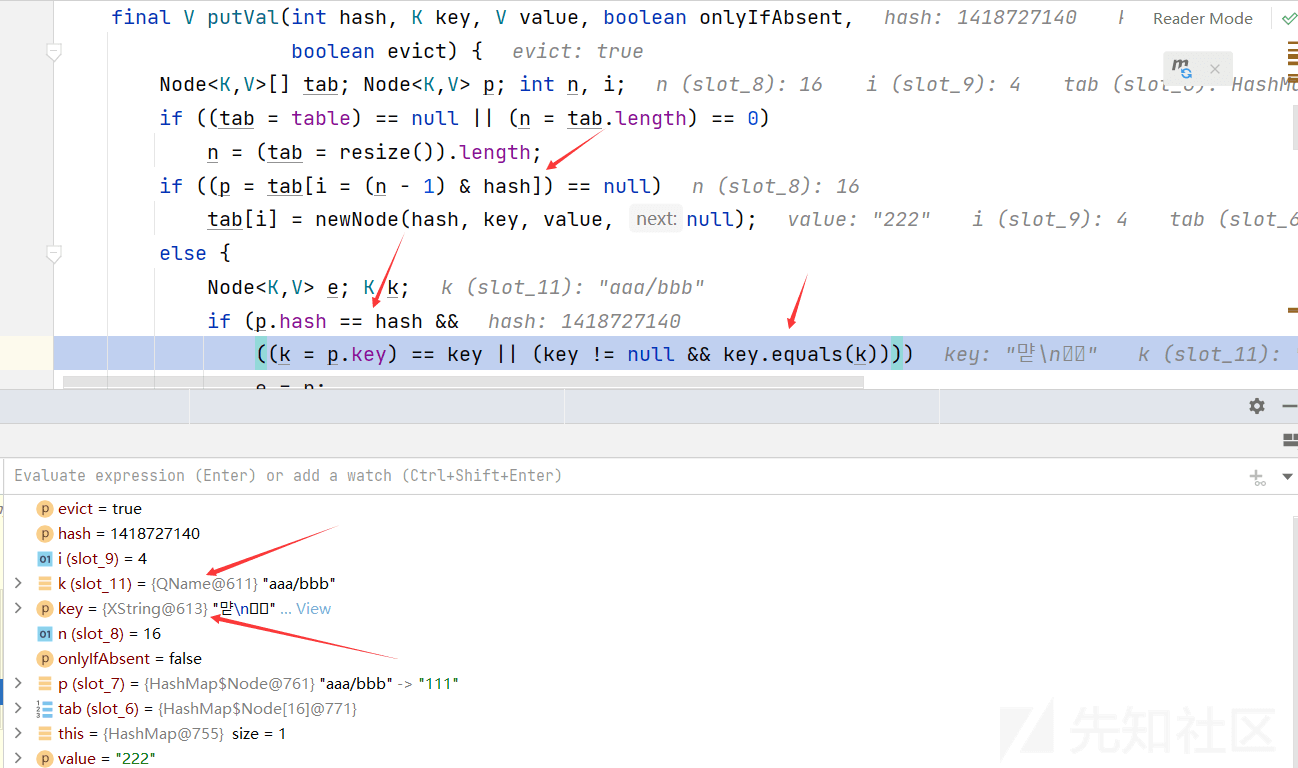 final V putVal(int hash, K key, V value, boolean onlyIfAbsent, hash: 1418727140
Reader Mode
boolean evict) { evict: true
Node<K,V>[] tab; Node<K,V> p; int n, i; n (slot_8): 16 i (slot_9): 4 tab (slot_6): HashM
if ((tab = table) == null || (n = tab.length) == 0)
n = (tab = resize()).length;
if ((p = tab[i = (n - 1) & hash]) == null) n (slot_8): 16
tab[i] = newNode(hash, key, value, next: null); value: "222" i (slot_9): 4 tab (slot_6
else {
Node<K,V> e; K k; k (slot_11): "aaa/bbb"
if (p.hash == hash && hash: 1418727140
((k = p.key) == key || (key != null && key.equals(k)))) key: "먇\n" k (slot_11):
e = p;
Evaluate expression (Enter) or add a watch (Ctrl+Shift+Enter)
evict = true
hash = 1418727140
i (slot_9) = 4
k (slot_11) = {QName@611} "aaa/bbb"
key = {XString@613} "먇\n" ... View
n (slot_8) = 16
onlyIfAbsent = false
p (slot_7) = {HashMap$Node@761} "aaa/bbb" -> "111"
tab (slot_6) = {HashMap$Node[16]@771}
this = {HashMap@755} size = 1
value = "222"
先知社区